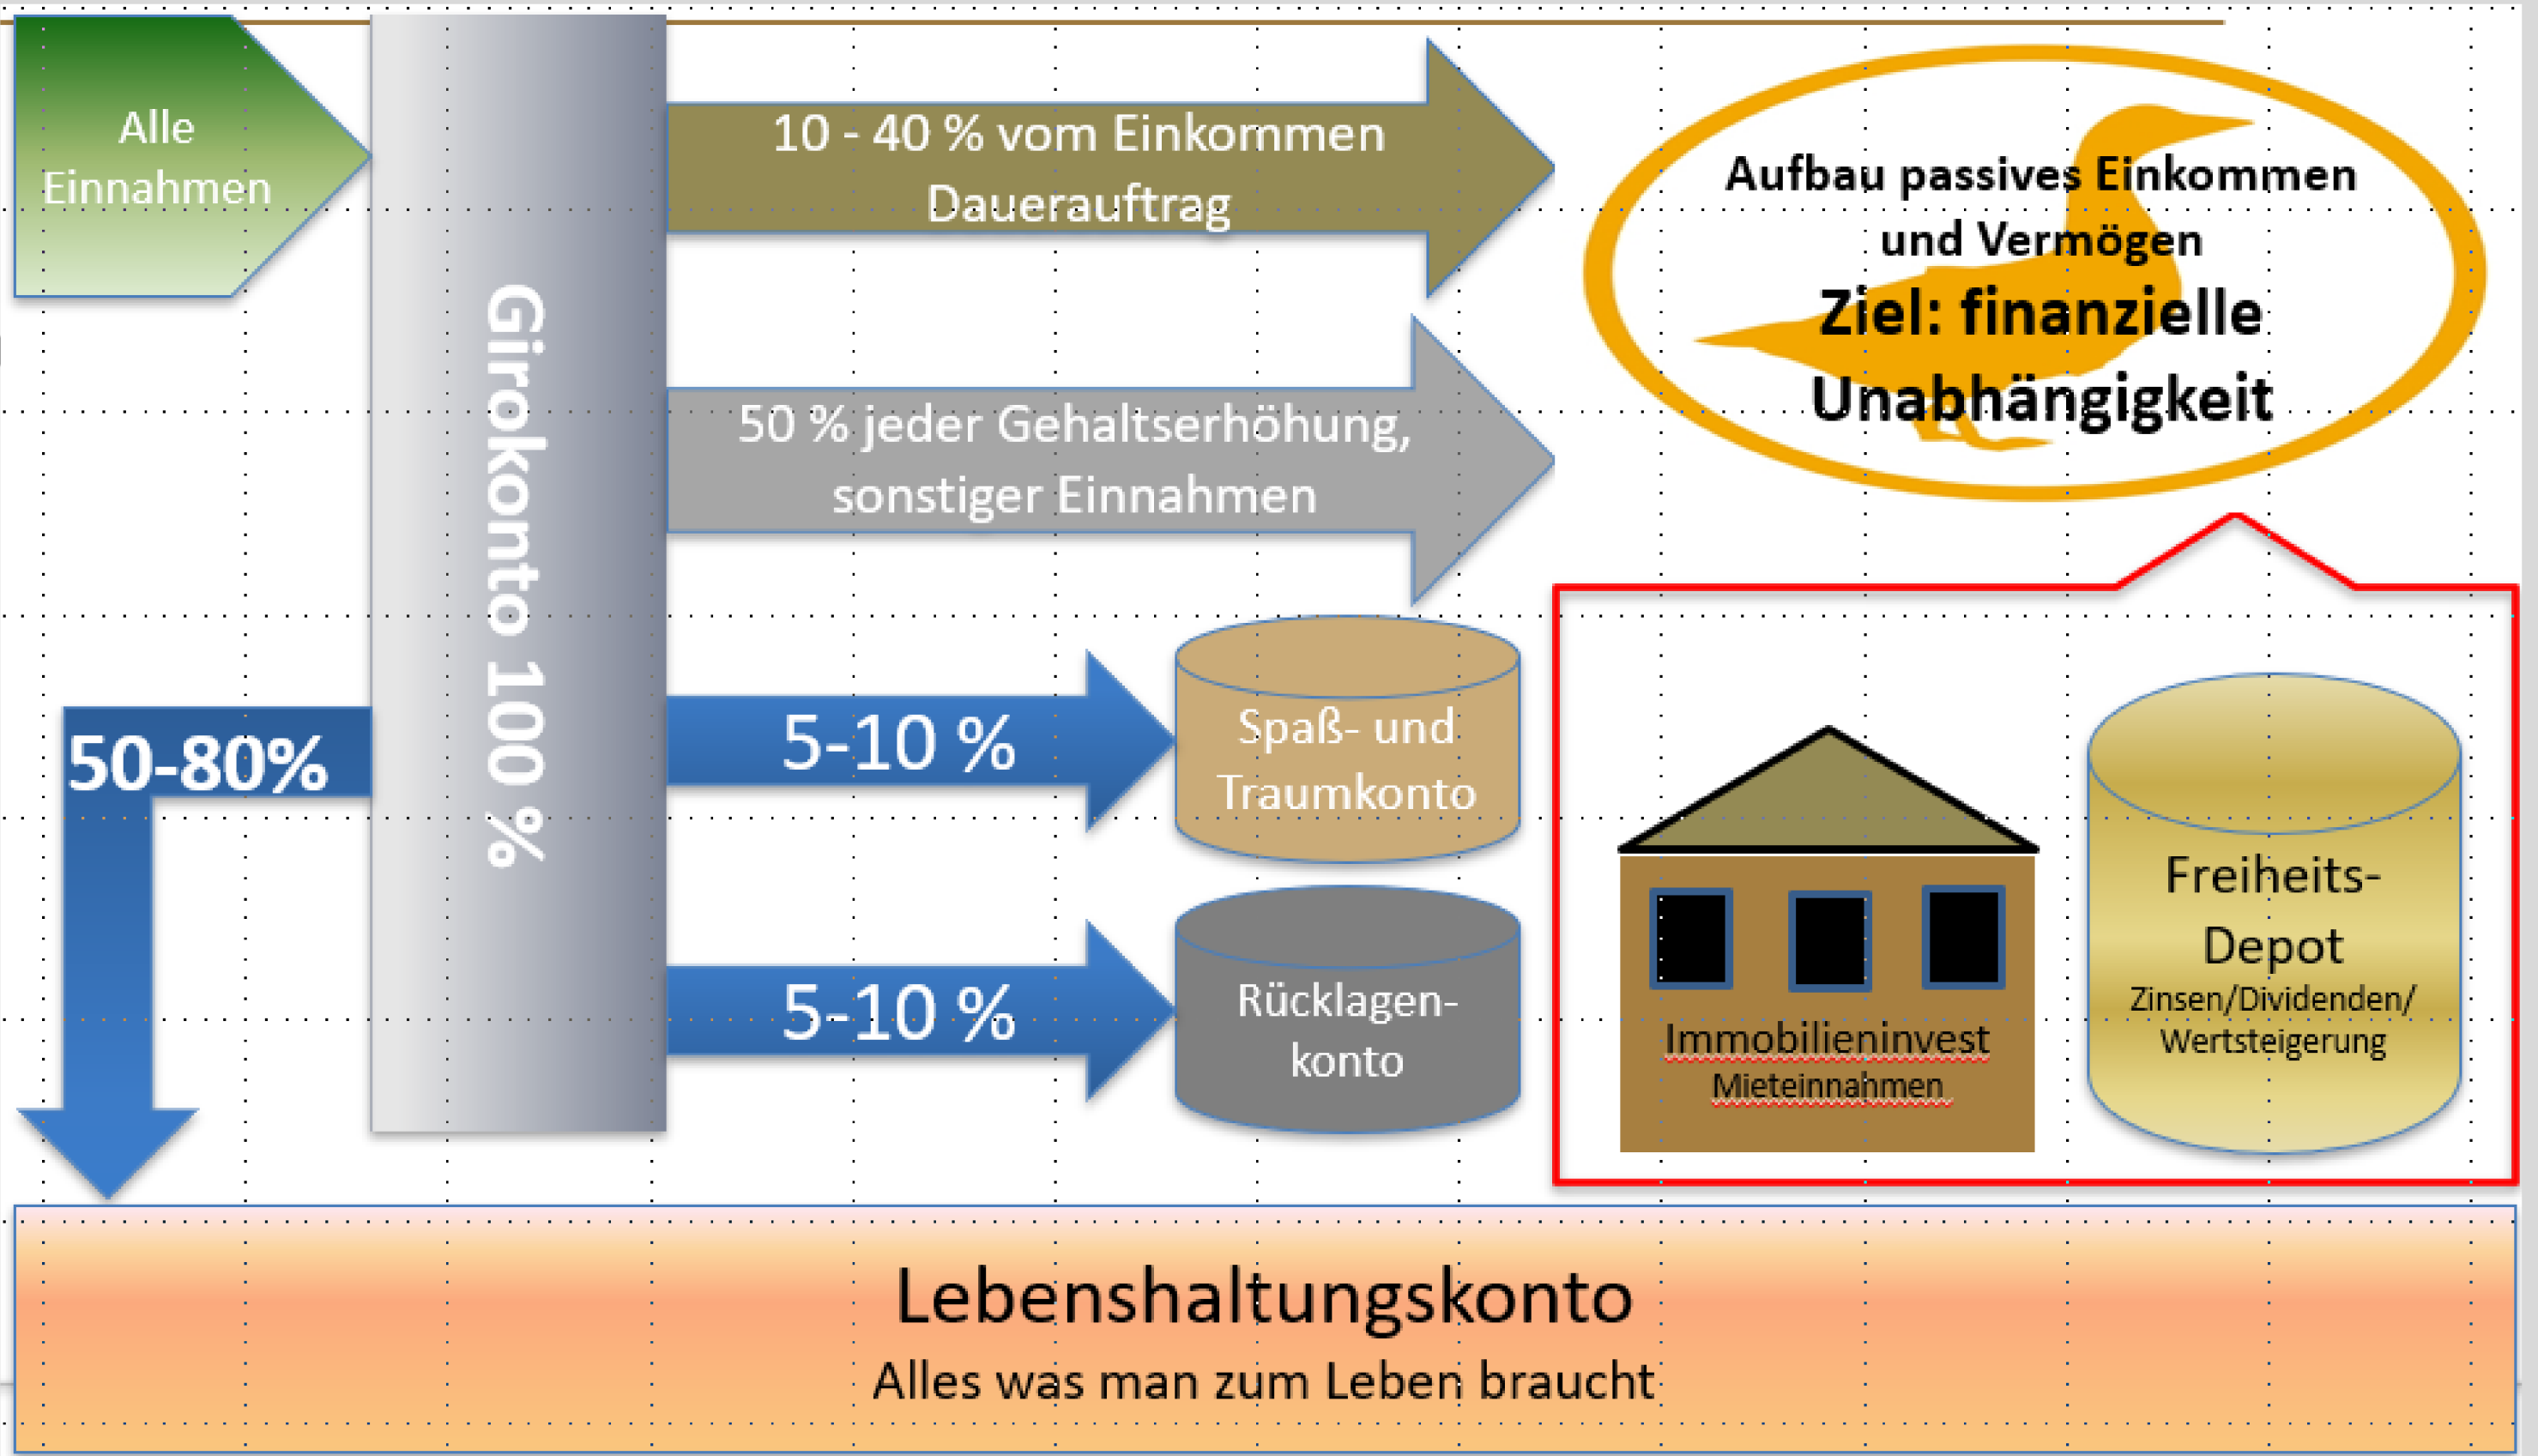 Alle
Einnahmen
Girokonto 100 %
10 - 40 % vom Einkommen
Dauerauftrag
50 % jeder Gehaltserhöhung,
sonstiger Einnahmen
Aufbau passives Einkommen
und Vermögen
Ziel: finanzielle
Unabhängigkeit
50-80%
5-10 %
Spaß- und
Traumkonto
5-10 %
Rücklagen-
konto
Immobilieninvest
Mieteinnahmen
Freiheits-
Depot
Zinsen/Dividenden/
Wertsteigerung
Lebenshaltungskonto
Alles was man zum Leben braucht